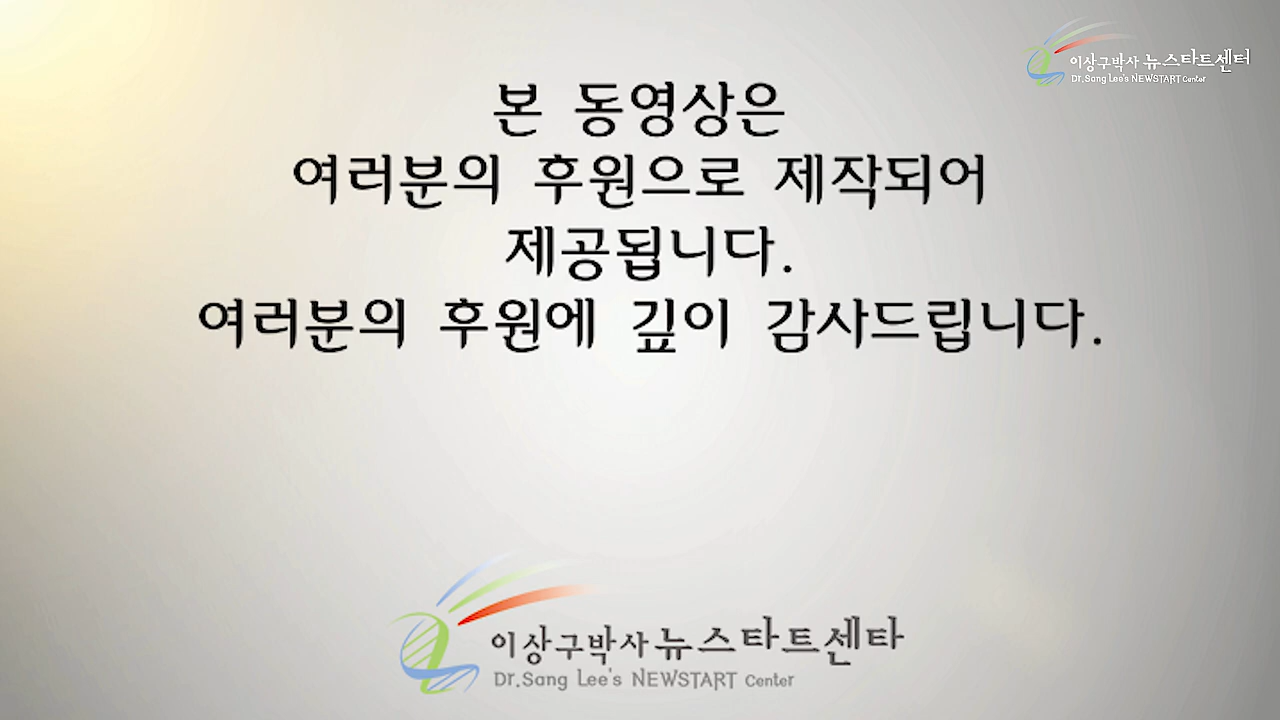 이상구박사 뉴스타트센터
Dr.Sang Lee's NEWSTART Center
본 동영상은
여러분의 후원으로 제작되어
제공됩니다.
여러분의 후원에 깊이 감사드립니다.
이상구박사 뉴스타트센타
Dr.Sang Lee's NEWSTART Center